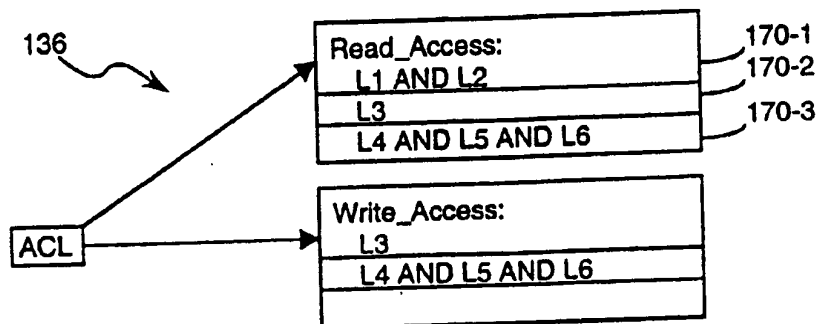 136
Read_Access:
L1 AND L2
L3
L4 AND L5 AND L6
170-1
170-2
170-3
ACL
Write_Access:
L3
L4 AND L5 AND L6